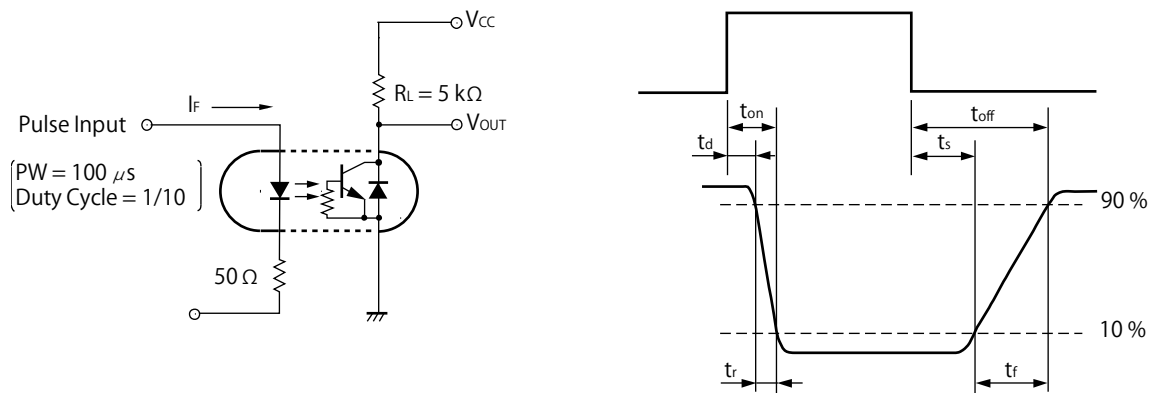 VCC
RL = 5 kΩ
IF
VOUT
Pulse Input
PW = 100 μs
Duty Cycle = 1/10
50 Ω
ton
toff
td
ts
90 %
10 %
tr
tf